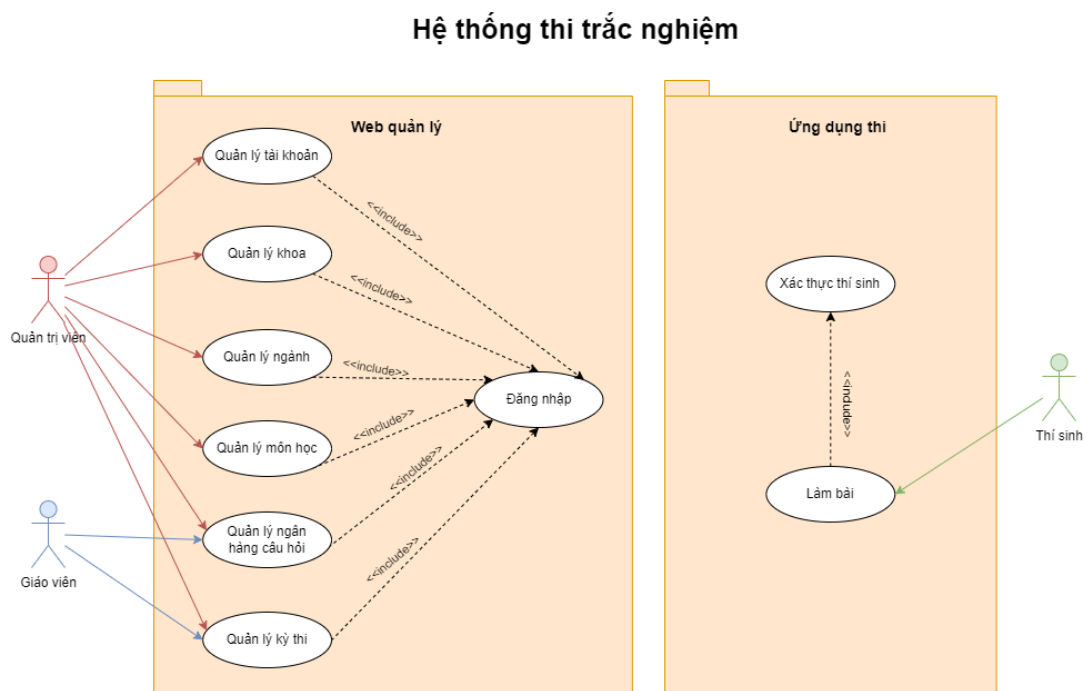 Hệ thống thi trắc nghiệm
Web quản lý
Ứng dụng thi
Quản lý tài khoản
<<include>>
Quản lý khoa
<<include>>
Xác thực thí sinh
Quản trị viên
Quản lý ngành
<<include>>
Đăng nhập
<<include>>
Thí sinh
Quản lý môn học
<<include>>
<<include>>
Làm bài
Quản lý ngân
hàng câu hỏi
Giáo viên
<<include>>
Quản lý kỳ thi